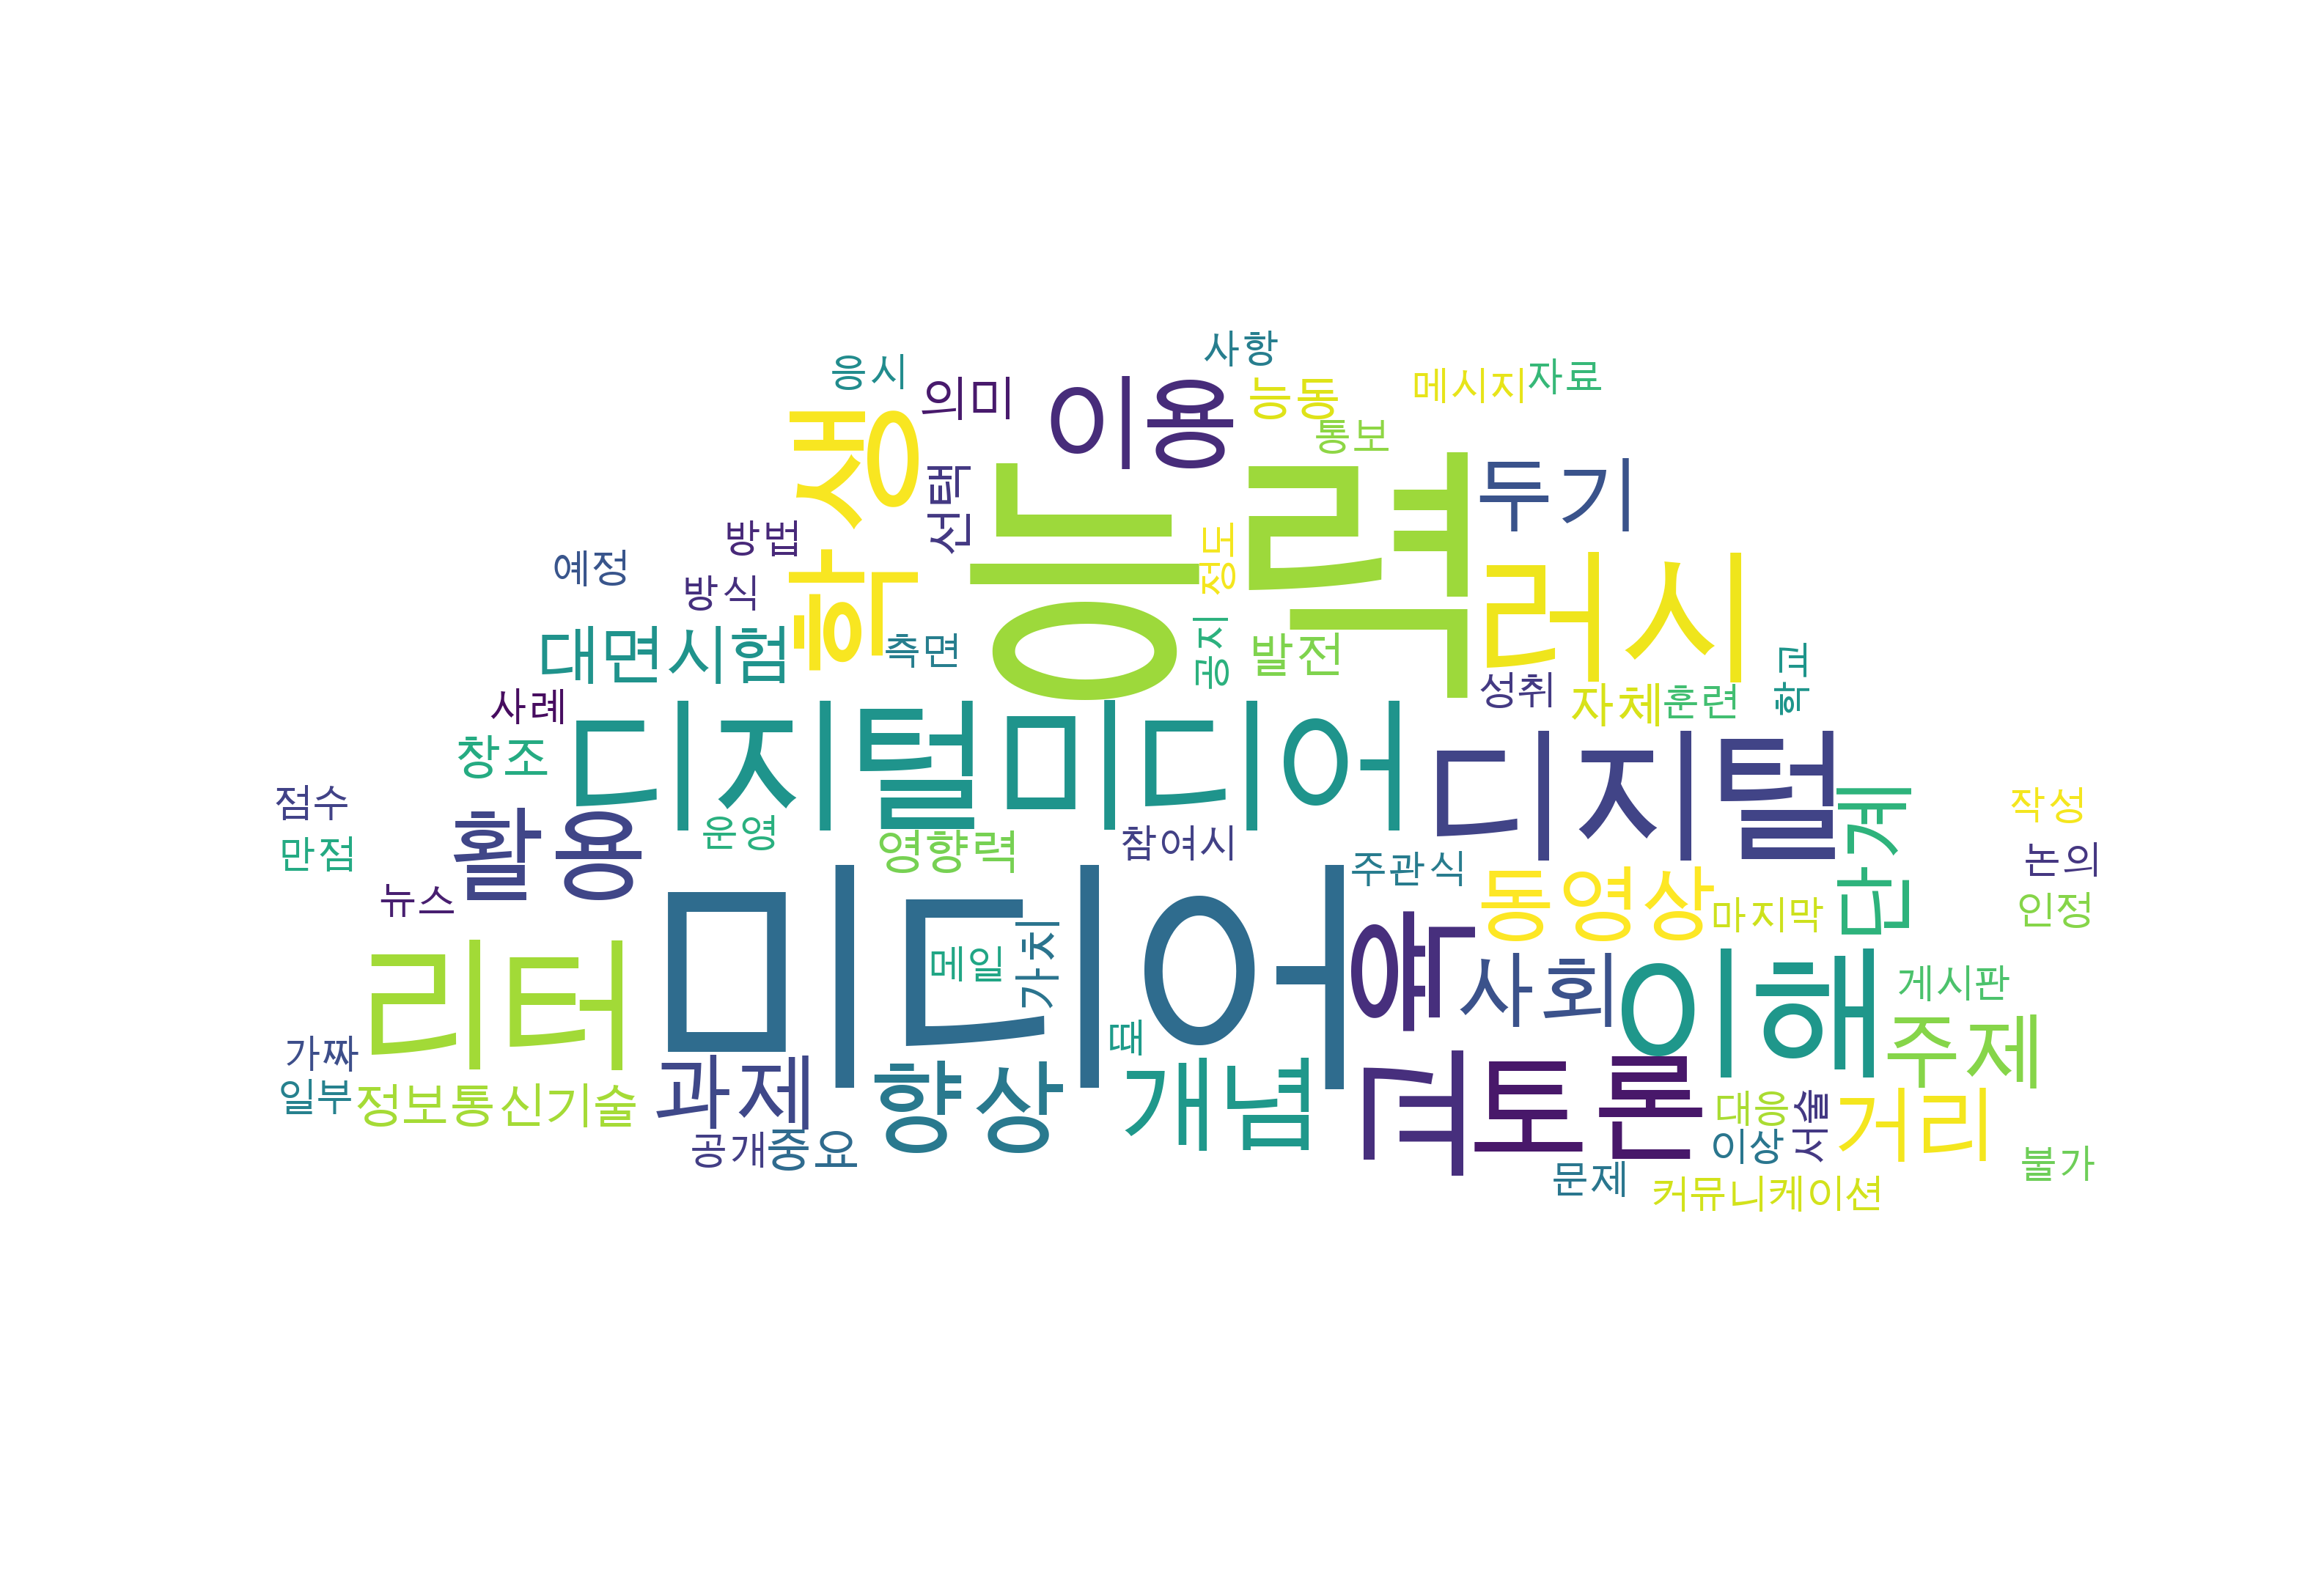 사항
응시
의미
이용
능동
메시지
자료
통보
학생
선택
능력
두기
방법
정도
예정
방식
러시
대면시험
측면
공지
발전
학교
사례
성취
자체
훈련
창조
디지털미디어
디지털
점수
활용
운영
영향력
참여시
단계
작성
만점
주관식
논의
뉴스
동영상
마지막
인정
리터
미디어
메일
가치
교육
사회
이해
게시판
가짜
때
주제
일부
정보통신기술
과제
향상
개념
토론
대응
숫자
거리
공개
중요
이상
문제
불가
커뮤니케이션